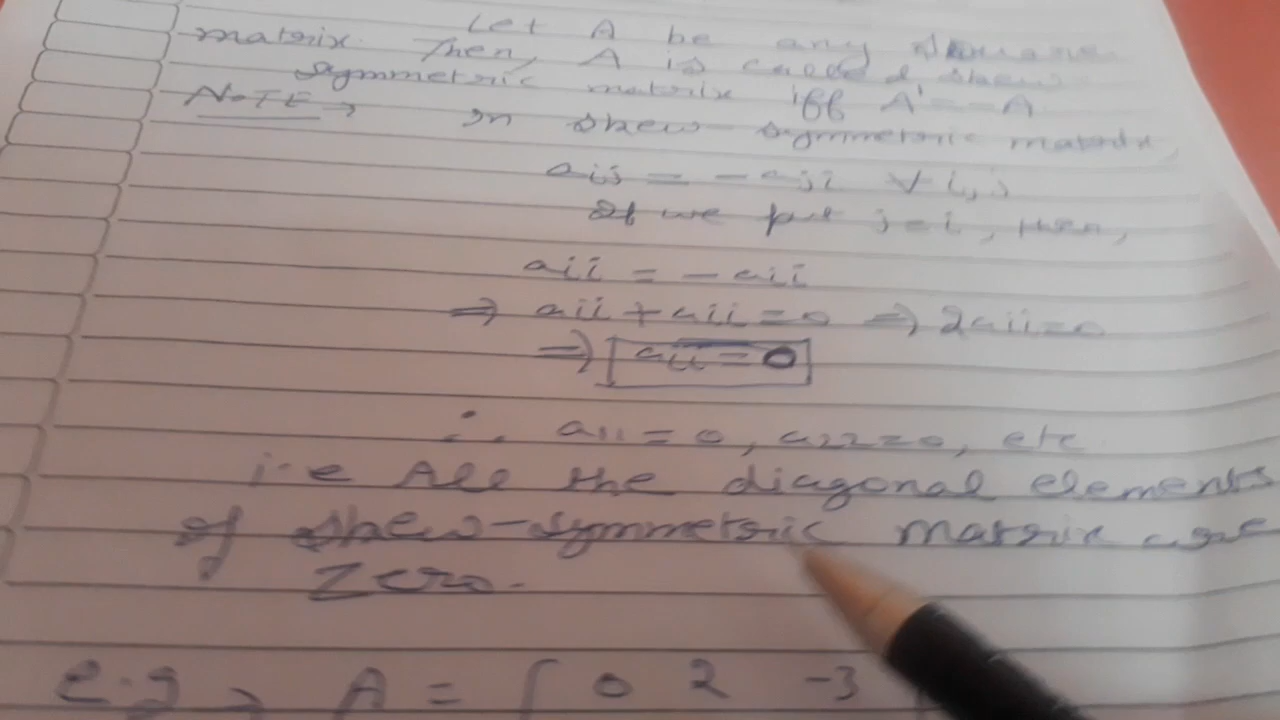 Let A be any square
matrix. Then, A is called skew
symmetric matrix iff A' = -A
NOTE → In skew-symmetric matrix,
aij = -aji ∀ i, j
If we put j=i, then,
aii = -aii
⇒ aii + aii = 0 ⇒ 2aii=0
⇒ aii = 0
∴ a11 = 0, a22=0, etc
i.e All the diagonal elements
of skew-symmetric matrix are
zero.
e.g → A = [ 0 2 -3